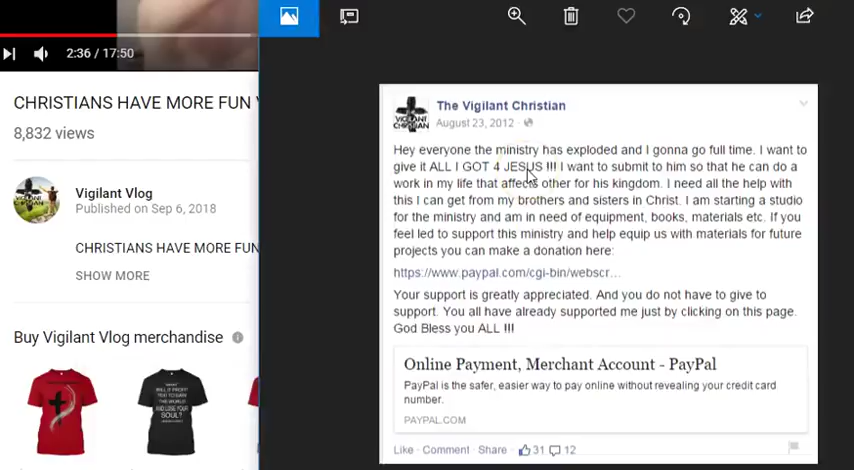 2:36 / 17:50
CHRISTIANS HAVE MORE FUN
8,832 views
Vigilant Vlog
Published on Sep 6, 2018
CHRISTIANS HAVE MORE FUN
SHOW MORE
Buy Vigilant Vlog merchandise
SOUL?
VIGILANT
CHRISTIAN
The Vigilant Christian
August 23, 2012 ·
Hey everyone the ministry has exploded and I gonna go full time. I want to
give it ALL I GOT 4 JESUS !!! I want to submit to him so that he can do a
work in my life that affects other for his kingdom. I need all the help with
this I can get from my brothers and sisters in Christ. I am starting a studio
for the ministry and am in need of equipment, books, materials etc. If you
feel led to support this ministry and help equip us with materials for future
projects you can make a donation here:
https://www.paypal.com/cgi-bin/webscr...
Your support is greatly appreciated. And you do not have to give to
support. You all have already supported me just by clicking on this page.
God Bless you ALL !!!
Online Payment, Merchant Account - PayPal
PayPal is the safer, easier way to pay online without revealing your credit card
number.
PAYPAL.COM
Like · Comment · Share · 31 12